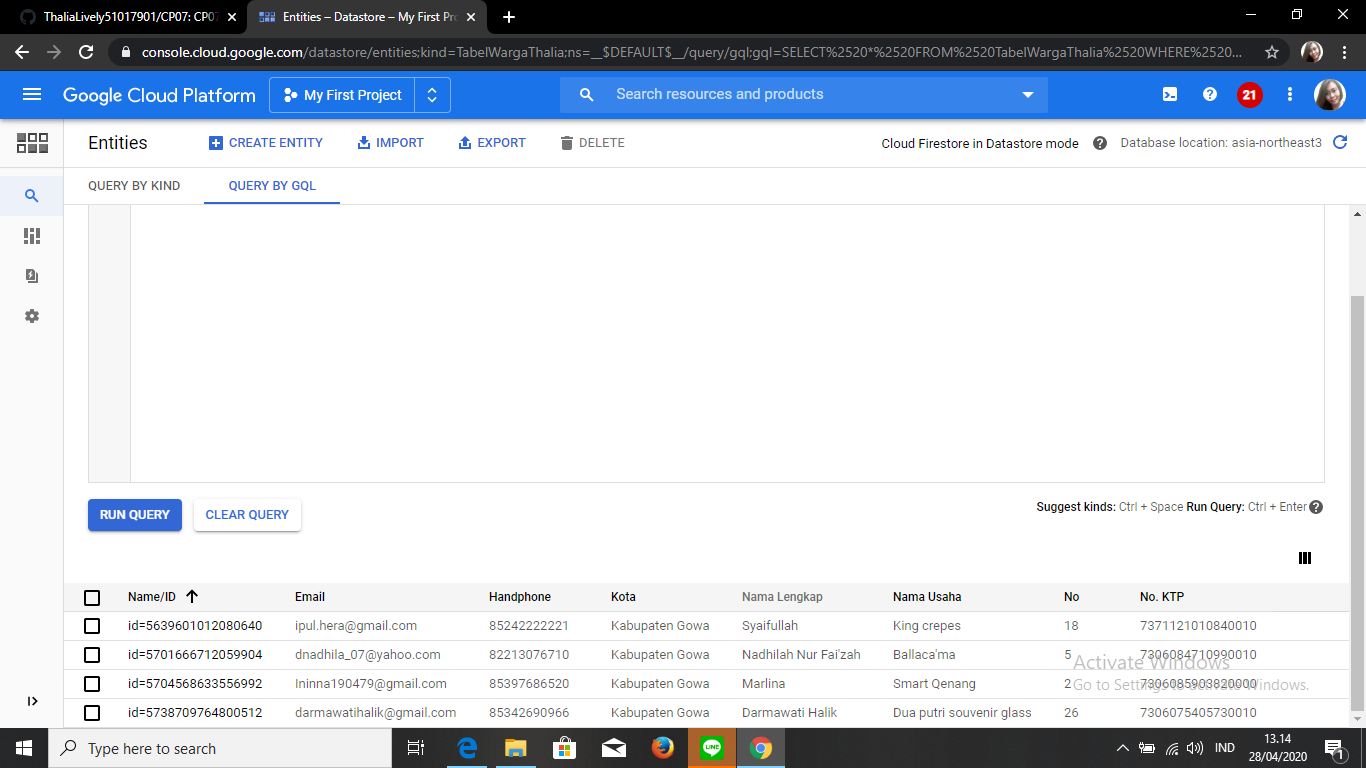 ThaliaLively51017901/CP07: CP07
Entities – Datastore – My First Pro
console.cloud.google.com/datastore/entities;kind=TabelWargaThalia;ns=__$DEFAULT$__/query/gql;gql=SELECT%2520*%2520FROM%2520TabelWargaThalia%2520WHERE%2520...
Google Cloud Platform My First Project Search resources and products 21
Entities CREATE ENTITY IMPORT EXPORT DELETE Cloud Firestore in Datastore mode Database location: asia-northeast3
QUERY BY KIND QUERY BY GQL
RUN QUERY CLEAR QUERY Suggest kinds: Ctrl + Space Run Query: Ctrl + Enter
Name/ID Email Handphone Kota Nama Lengkap Nama Usaha No No. KTP
id=5639601012080640 ipul.hera@gmail.com 85242222221 Kabupaten Gowa Syaifullah King crepes 18 7371121010840010
id=5701666712059904 dnadhila_07@yahoo.com 82213076710 Kabupaten Gowa Nadhilah Nur Fai'zah Ballaca'ma 5 7306084710990010
Activate Windows
id=5704568633556992 Ininna190479@gmail.com 85397686520 Kabupaten Gowa Marlina Smart Qenang 2 7306085903820000
Go to Settings to activate Windows.
id=5738709764800512 darmawatihalik@gmail.com 85342690966 Kabupaten Gowa Darmawati Halik Dua putri souvenir glass 26 7306075405730010
Type here to search IND 13.14
28/04/2020 1